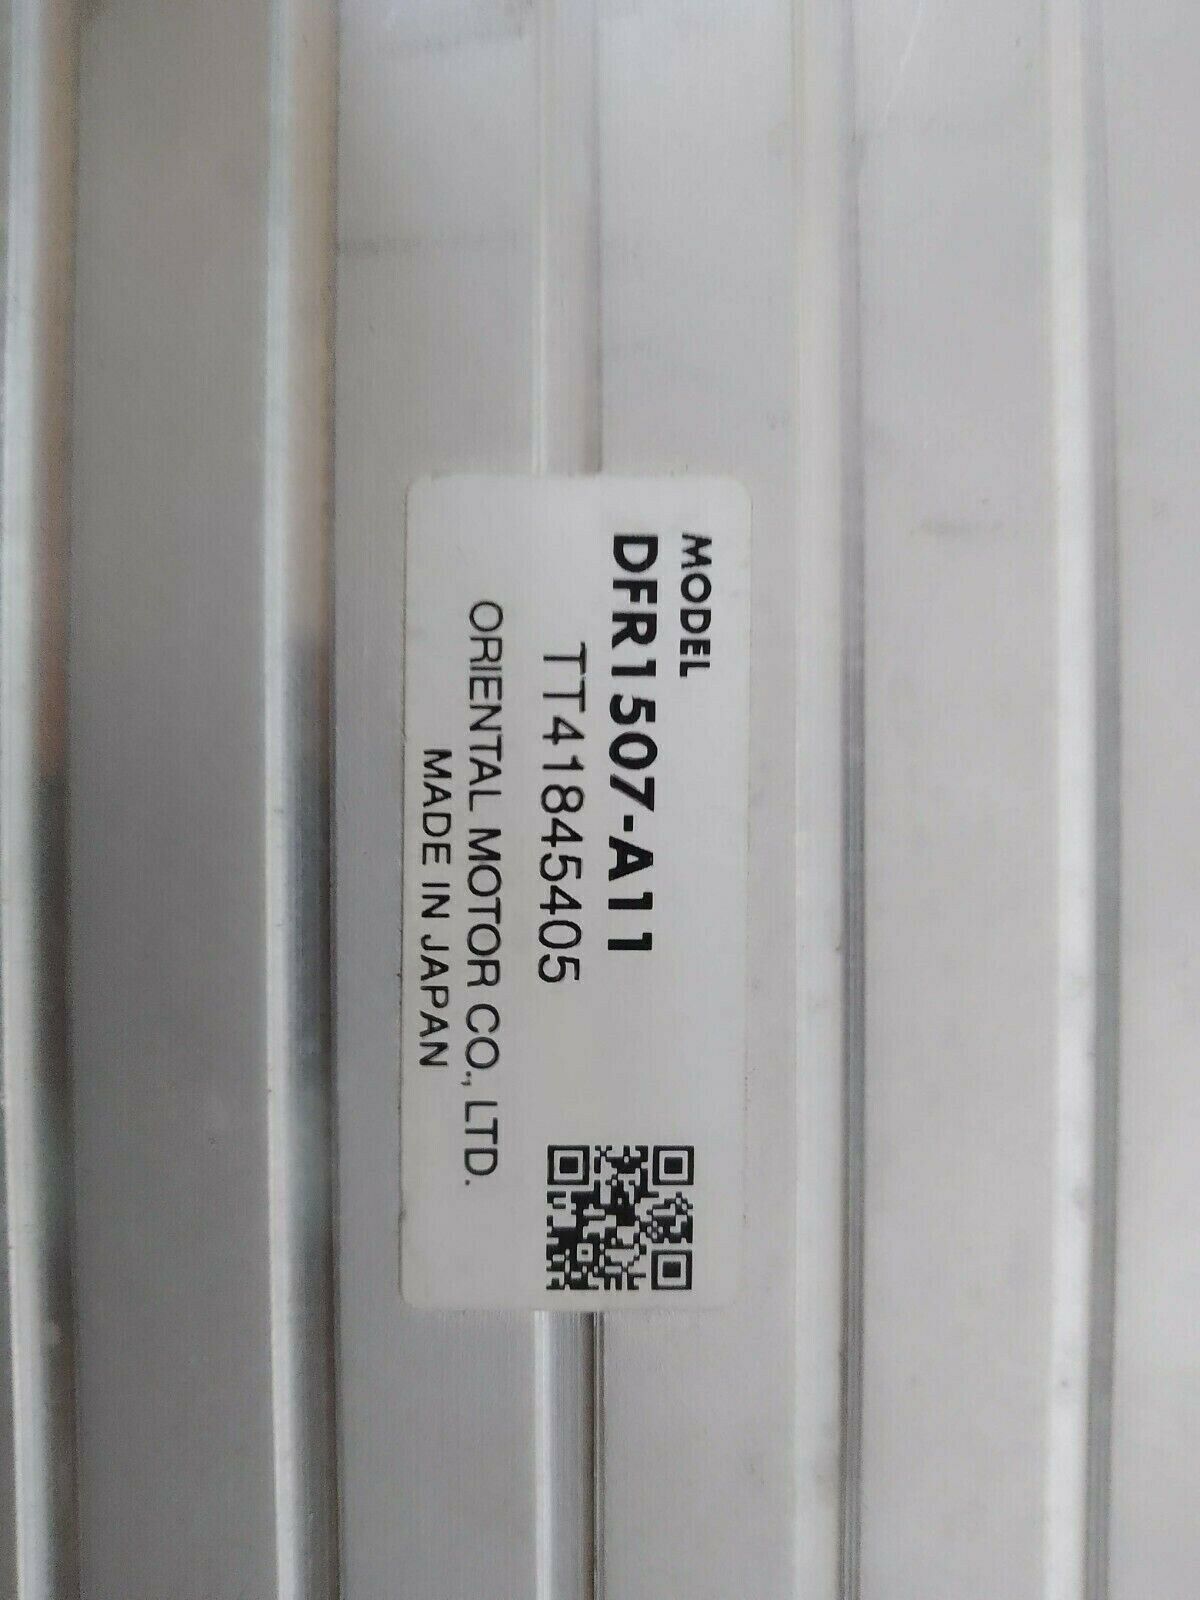 MODEL
DFR1507-A11
TT41845405
ORIENTAL MOTOR CO., LTD.
MADE IN JAPAN